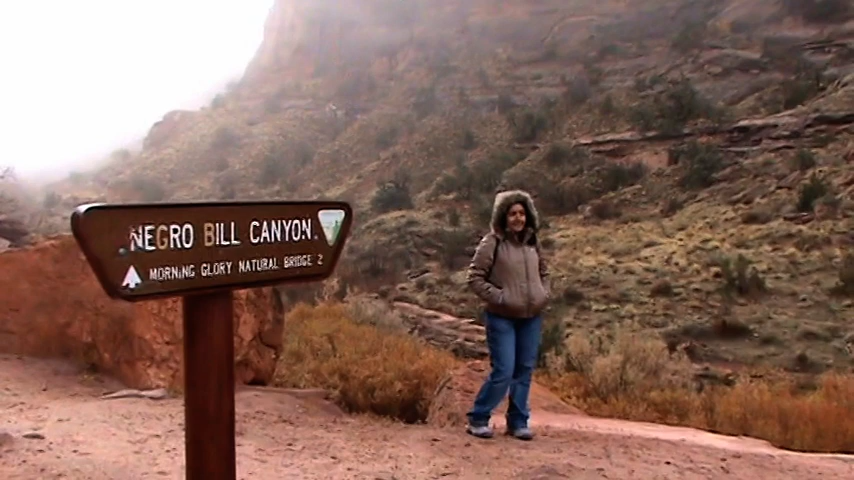 NEGRO BILL CANYON
MORNING GLORY NATURAL BRIDGE 2